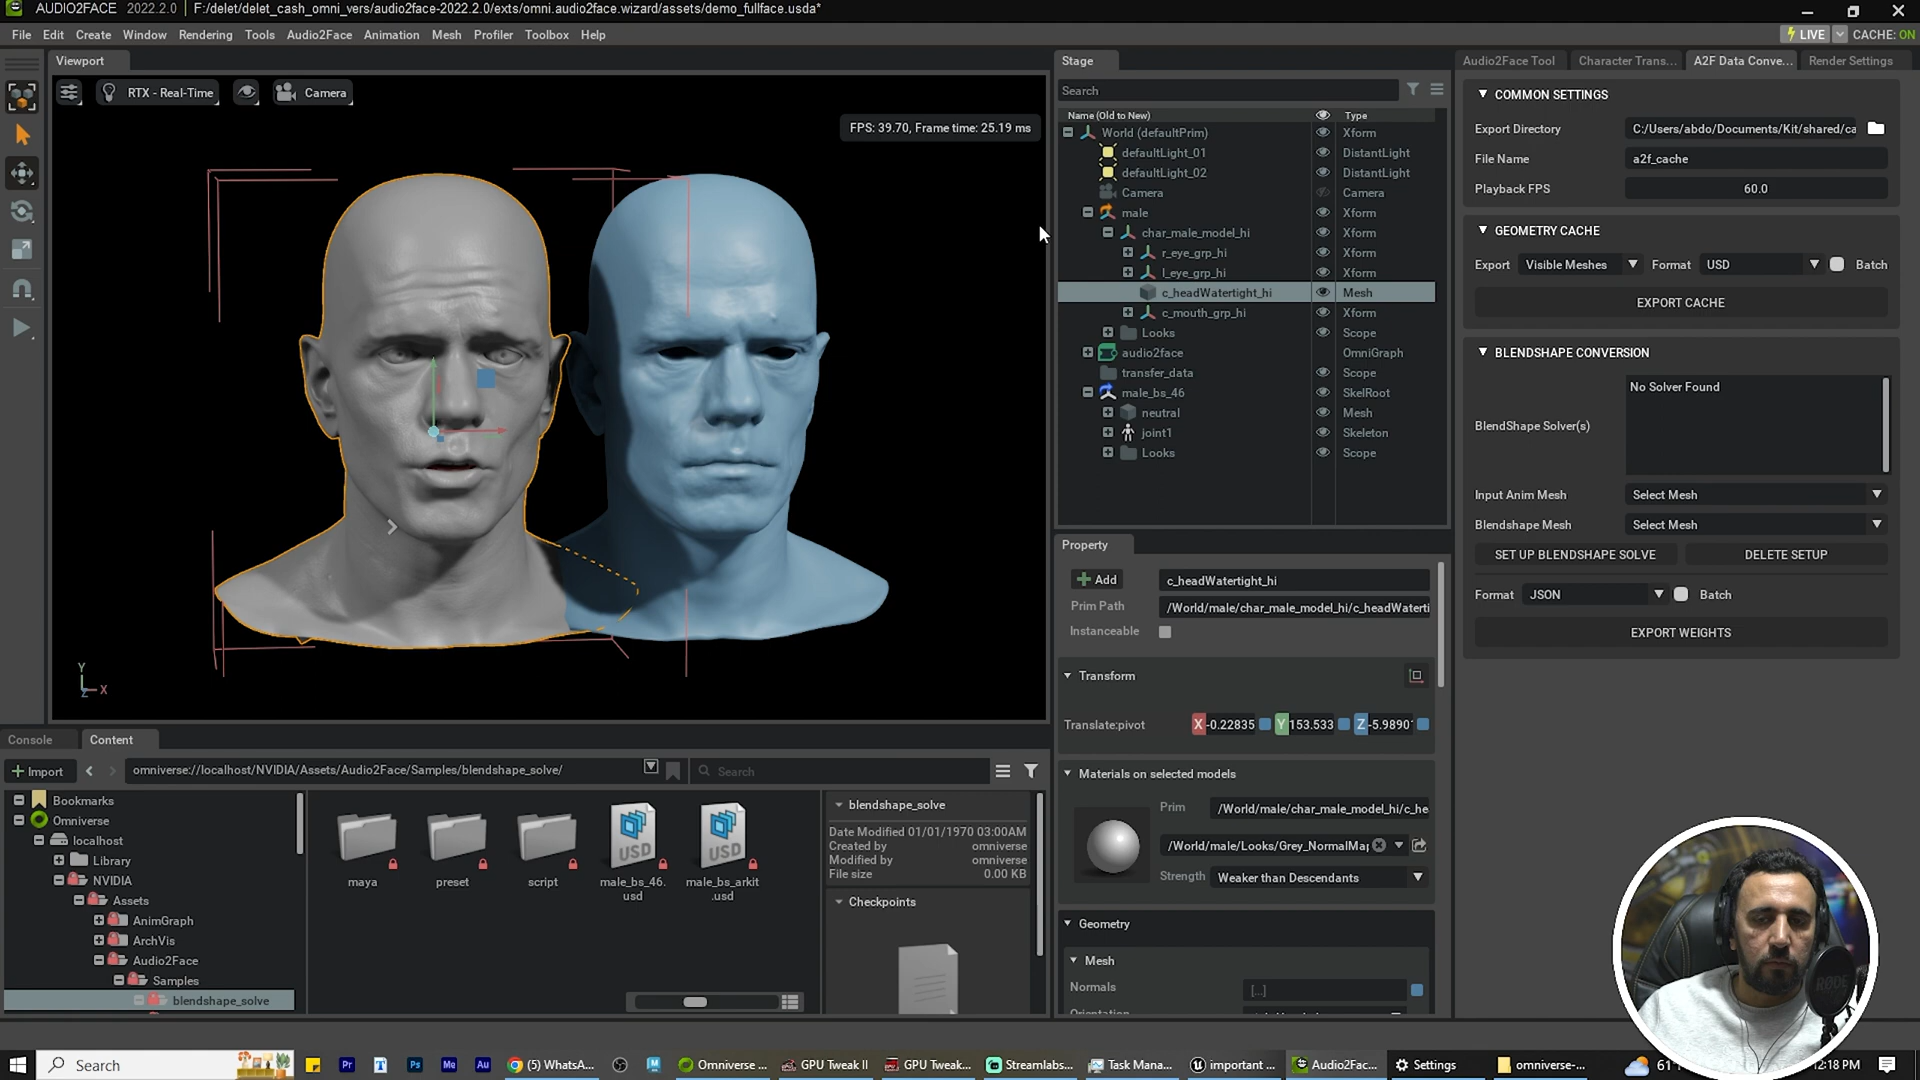 AUDIO2FACE 2022.2.0 F:/delet/delet_cash_omni_vers/audio2face-2022.2.0/exts/omni.audio2face.wizard/assets/demo_fullface.usda*
File Edit Create Window Rendering Tools Audio2Face Animation Mesh Profiler Toolbox Help LIVE CACHE: ON
Viewport
RTX - Real-Time Camera
FPS: 39.70, Frame time: 25.19 ms
Y
Z X
Stage
Search
Name (Old to New) Type
World (defaultPrim) Xform
defaultLight_01 DistantLight
defaultLight_02 DistantLight
Camera Camera
male Xform
char_male_model_hi Xform
r_eye_grp_hi Xform
l_eye_grp_hi Xform
c_headWatertight_hi Mesh
c_mouth_grp_hi Xform
Looks Scope
audio2face OmniGraph
transfer_data Scope
male_bs_46 SkelRoot
neutral Mesh
joint1 Skeleton
Looks Scope
Property
Add c_headWatertight_hi
Prim Path /World/male/char_male_model_hi/c_headWaterti
Instanceable
Transform
Translate:pivot X -0.22835 Y 153.533 Z -5.9890
Materials on selected models
Prim /World/male/char_male_model_hi/c_he
/World/male/Looks/Grey_NormalMa
Strength Weaker than Descendants
Geometry
Mesh
Normals [...]
Audio2Face Tool Character Trans... A2F Data Conve... Render Settings
COMMON SETTINGS
Export Directory C:/Users/abdo/Documents/Kit/shared/ca
File Name a2f_cache
Playback FPS 60.0
GEOMETRY CACHE
Export Visible Meshes Format USD Batch
EXPORT CACHE
BLENDSHAPE CONVERSION
No Solver Found
BlendShape Solver(s)
Input Anim Mesh Select Mesh
Blendshape Mesh Select Mesh
SET UP BLENDSHAPE SOLVE DELETE SETUP
Format JSON Batch
EXPORT WEIGHTS
Console Content
Import omniverse://localhost/NVIDIA/Assets/Audio2Face/Samples/blendshape_solve/ Search
Bookmarks
Omniverse
localhost
Library
NVIDIA
Assets
AnimGraph
ArchVis
Audio2Face
Samples
blendshape_solve
USD USD
maya preset script male_bs_46. male_bs_arkit
usd .usd
blendshape_solve
Date Modified 01/01/1970 03:00AM
Created by omniverse
Modified by omniverse
File size 0.00 KB
Checkpoints
RØDE
Search Pr T Ps Me Au (5) WhatsA... Omniverse ... GPU Tweak II GPU Tweak... Streamlabs... Task Mana... important ... Audio2Fac... Settings omniverse-... 61° 12:18 PM